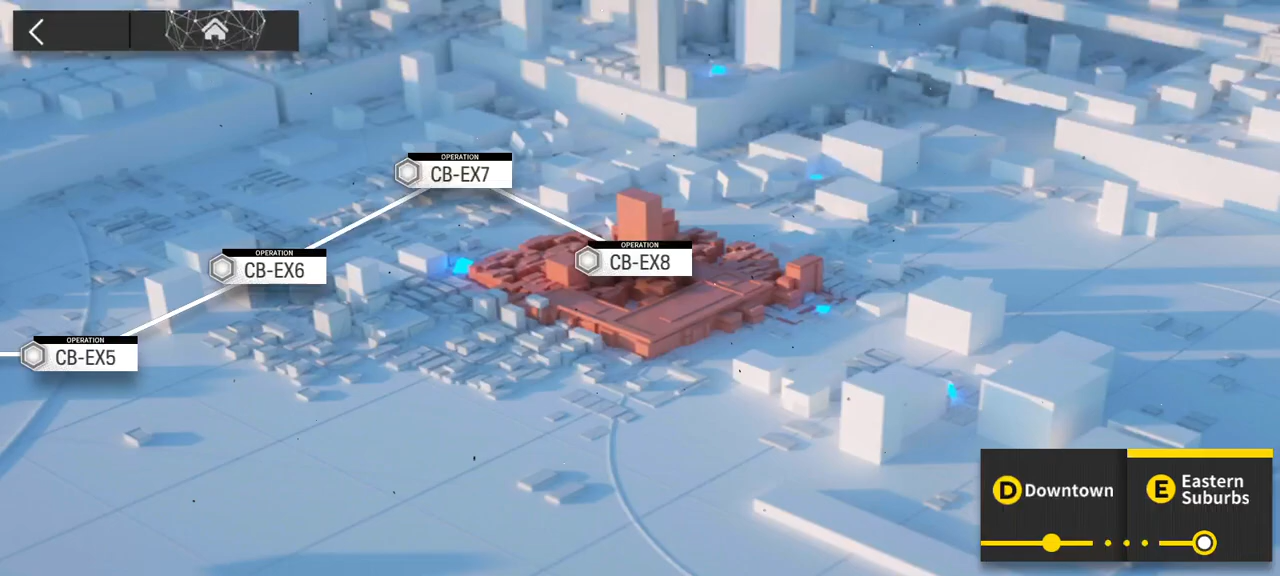 OPERATION
CB-EX7
OPERATION
CB-EX8
OPERATION
CB-EX6
OPERATION
CB-EX5
D Downtown
E Eastern
Suburbs